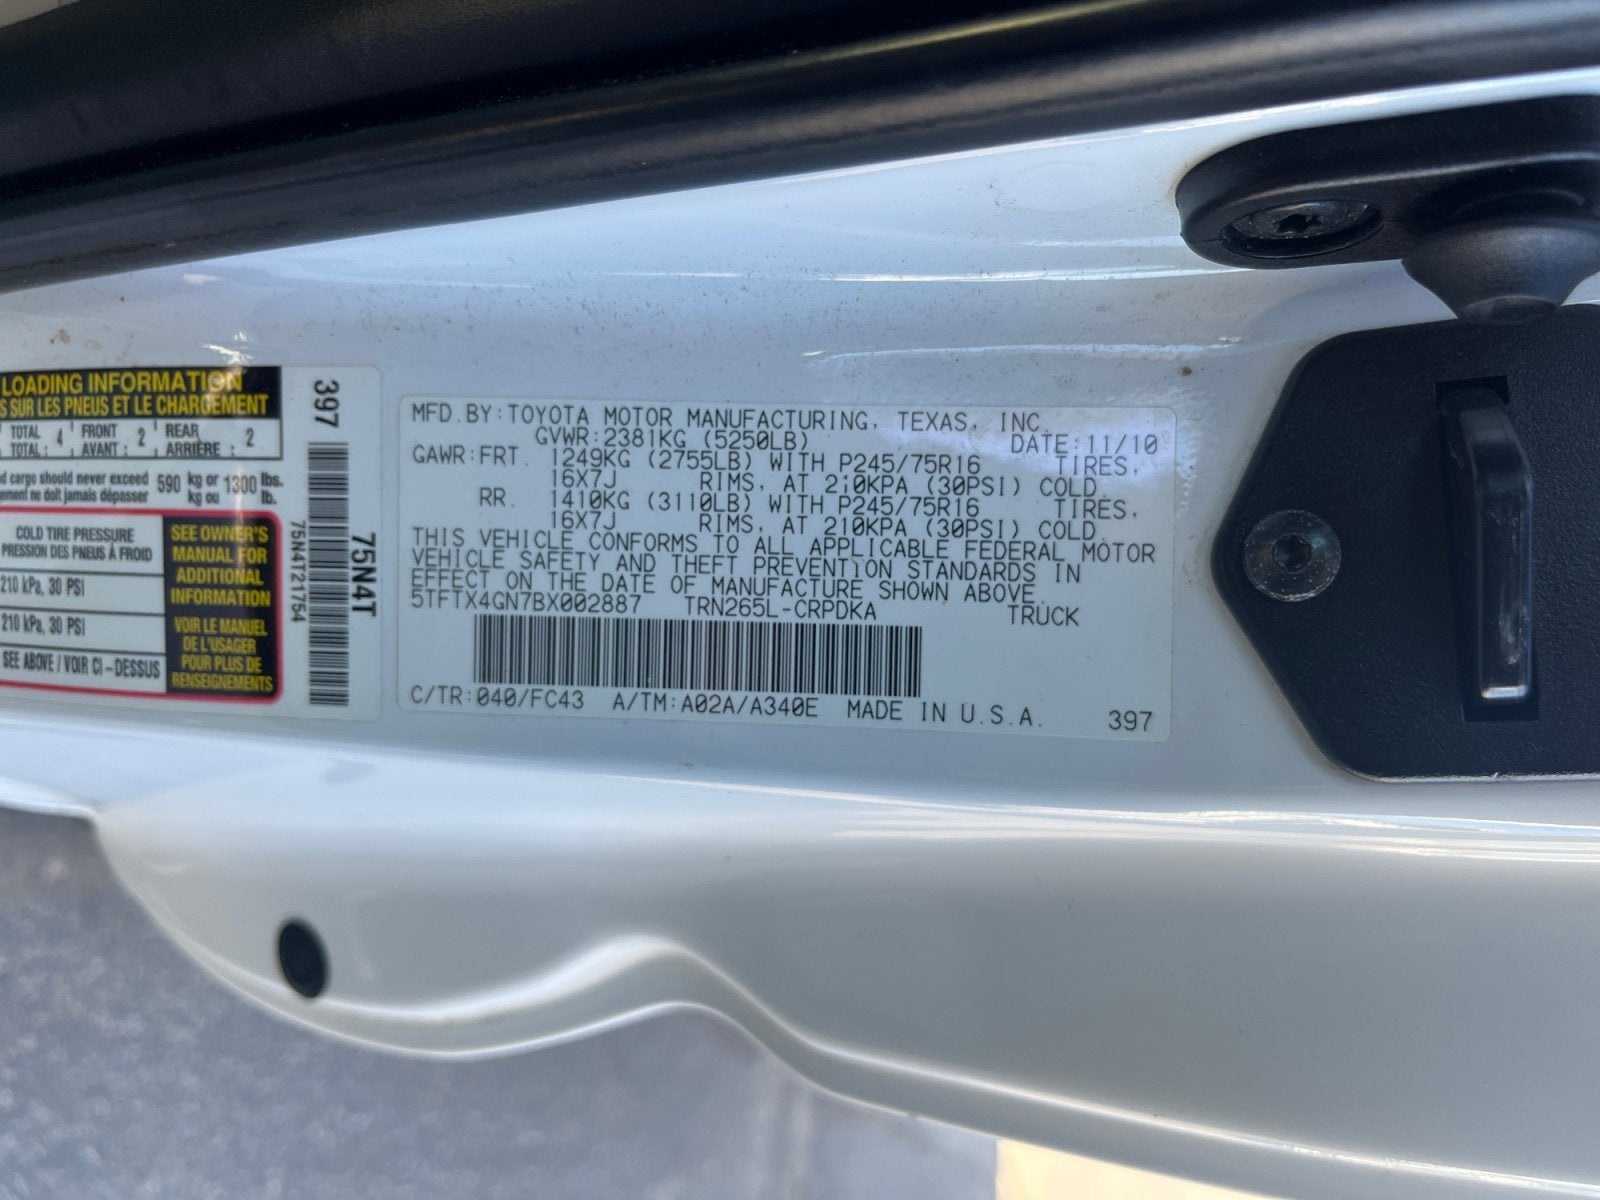 LOADING INFORMATION
S SUR LES PNEUS ET LE CHARGEMENT
TOTAL 4 FRONT 2 REAR 2
TOTAL : AVANT : ARRIÈRE :
d cargo should never exceed 590 kg or 1300 lbs.
gement ne doit jamais dépasser kg ou lb.
COLD TIRE PRESSURE
PRESSION DES PNEUS À FROID
210 kPa, 30 PSI
210 kPa, 30 PSI
SEE ABOVE / VOIR CI-DESSUS
SEE OWNER'S
MANUAL FOR
ADDITIONAL
INFORMATION
VOIR LE MANUEL
DE L'USAGER
POUR PLUS DE
RENSEIGNEMENTS
397
75N4T
75N4T21754
MFD.BY:TOYOTA MOTOR MANUFACTURING, TEXAS, INC.
GVWR:2381KG (5250LB) DATE:11/10
GAWR:FRT. 1249KG (2755LB) WITH P245/75R16 TIRES,
16X7J RIMS, AT 210KPA (30PSI) COLD.
RR. 1410KG (3110LB) WITH P245/75R16 TIRES,
16X7J RIMS, AT 210KPA (30PSI) COLD.
THIS VEHICLE CONFORMS TO ALL APPLICABLE FEDERAL MOTOR
VEHICLE SAFETY AND THEFT PREVENTION STANDARDS IN
EFFECT ON THE DATE OF MANUFACTURE SHOWN ABOVE.
5TFTX4GN7BX002887 TRN265L-CRPDKA TRUCK
C/TR:040/FC43 A/TM:A02A/A340E MADE IN U.S.A. 397